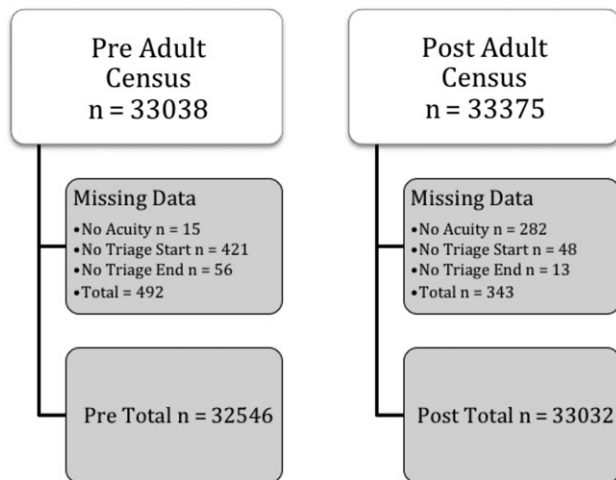 Pre Adult
Census
n = 33038
Missing Data
•No Acuity n = 15
•No Triage Start n = 421
•No Triage End n = 56
•Total = 492
Pre Total n = 32546
Post Adult
Census
n = 33375
Missing Data
•No Acuity n = 282
•No Triage Start n = 48
•No Triage End n = 13
•Total n = 343
Post Total n = 33032